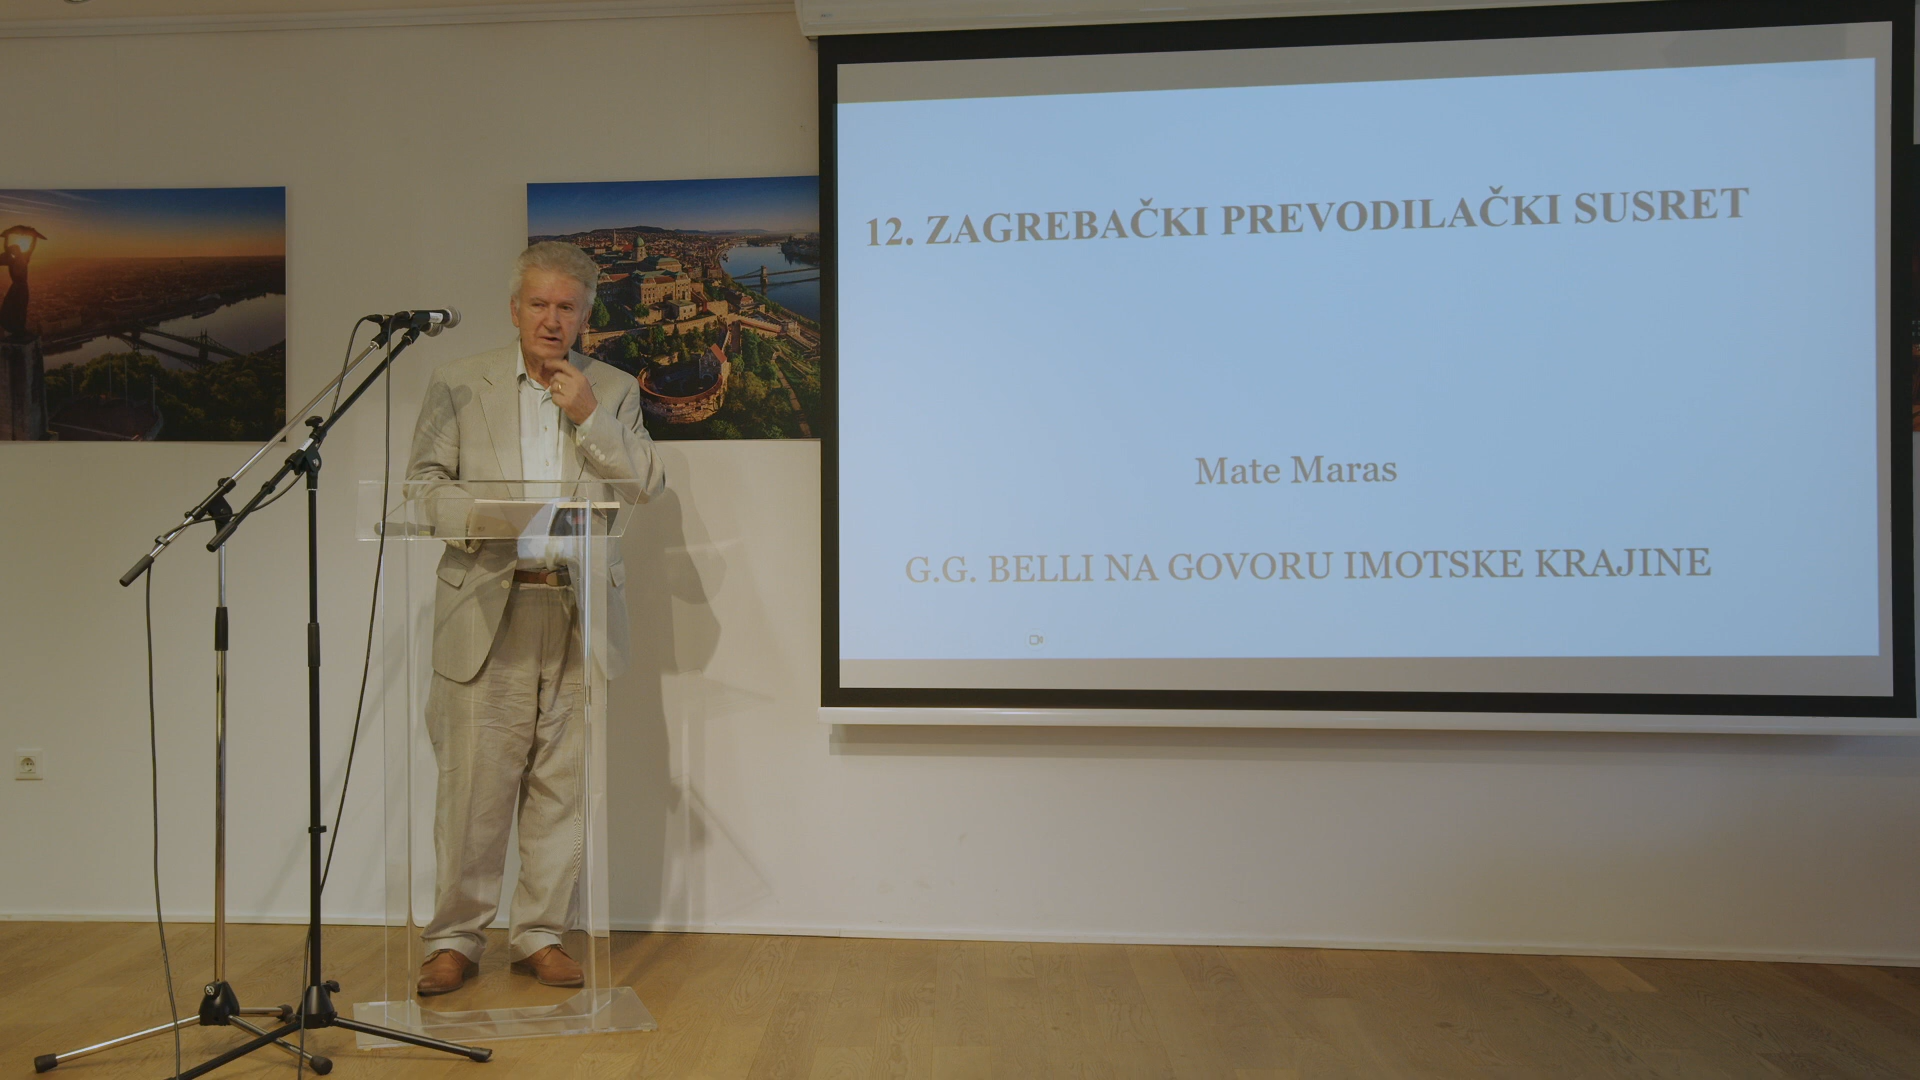 12. ZAGREBAČKI PREVODILAČKI SUSRET
Mate Maras
G.G. BELLI NA GOVORU IMOTSKE KRAJINE